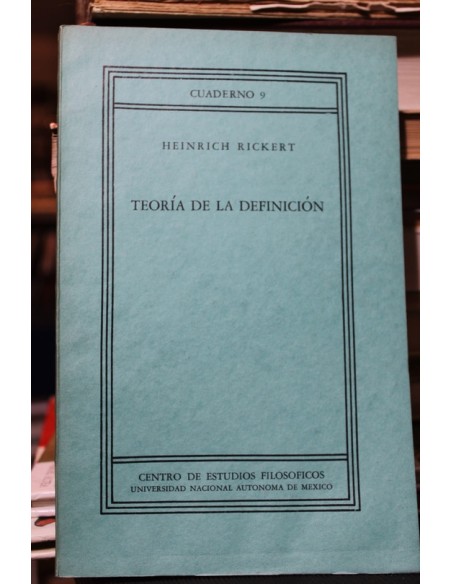 CUADERNO 9
HEINRICH RICKERT
TEORÍA DE LA DEFINICIÓN
CENTRO DE ESTUDIOS FILOSOFICOS
UNIVERSIDAD NACIONAL AUTONOMA DE MEXICO